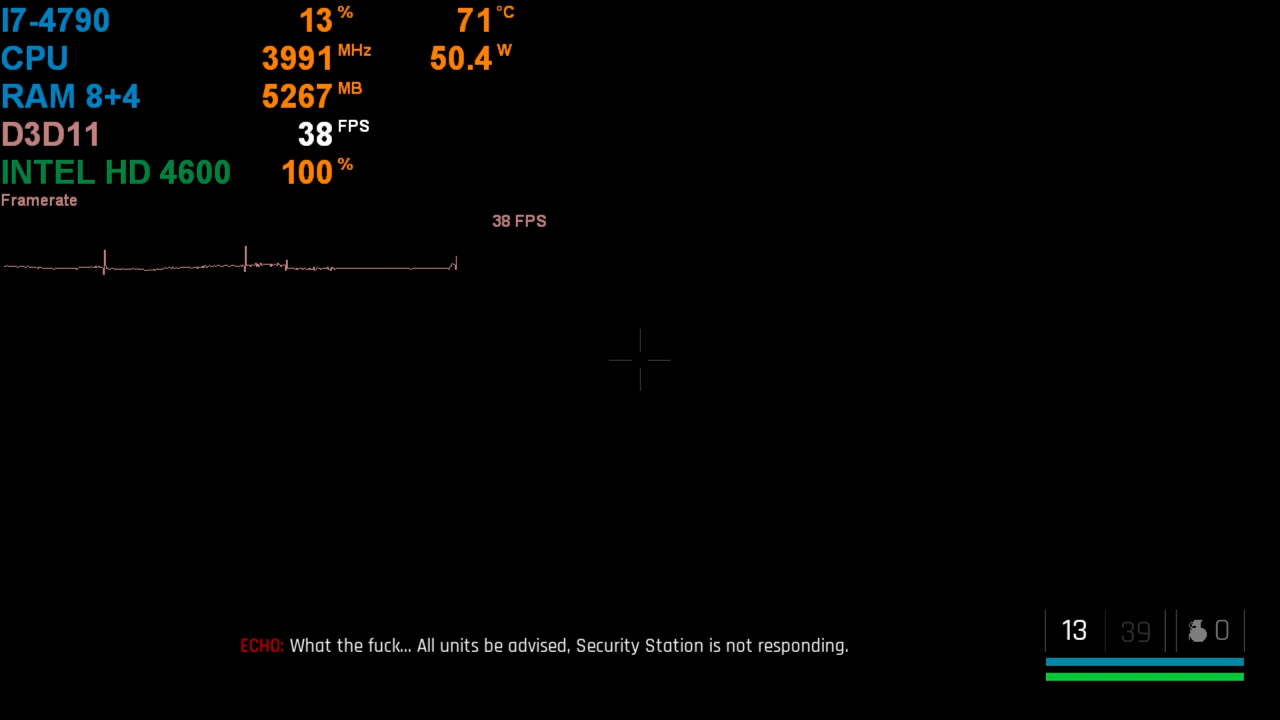 I7-4790 13 % 71 °C
CPU 3991 MHz 50.4 W
RAM 8+4 5267 MB
D3D11 38 FPS
INTEL HD 4600 100 %
Framerate
38 FPS
13 39 0
ECHO: What the fuck... All units be advised, Security Station is not responding.